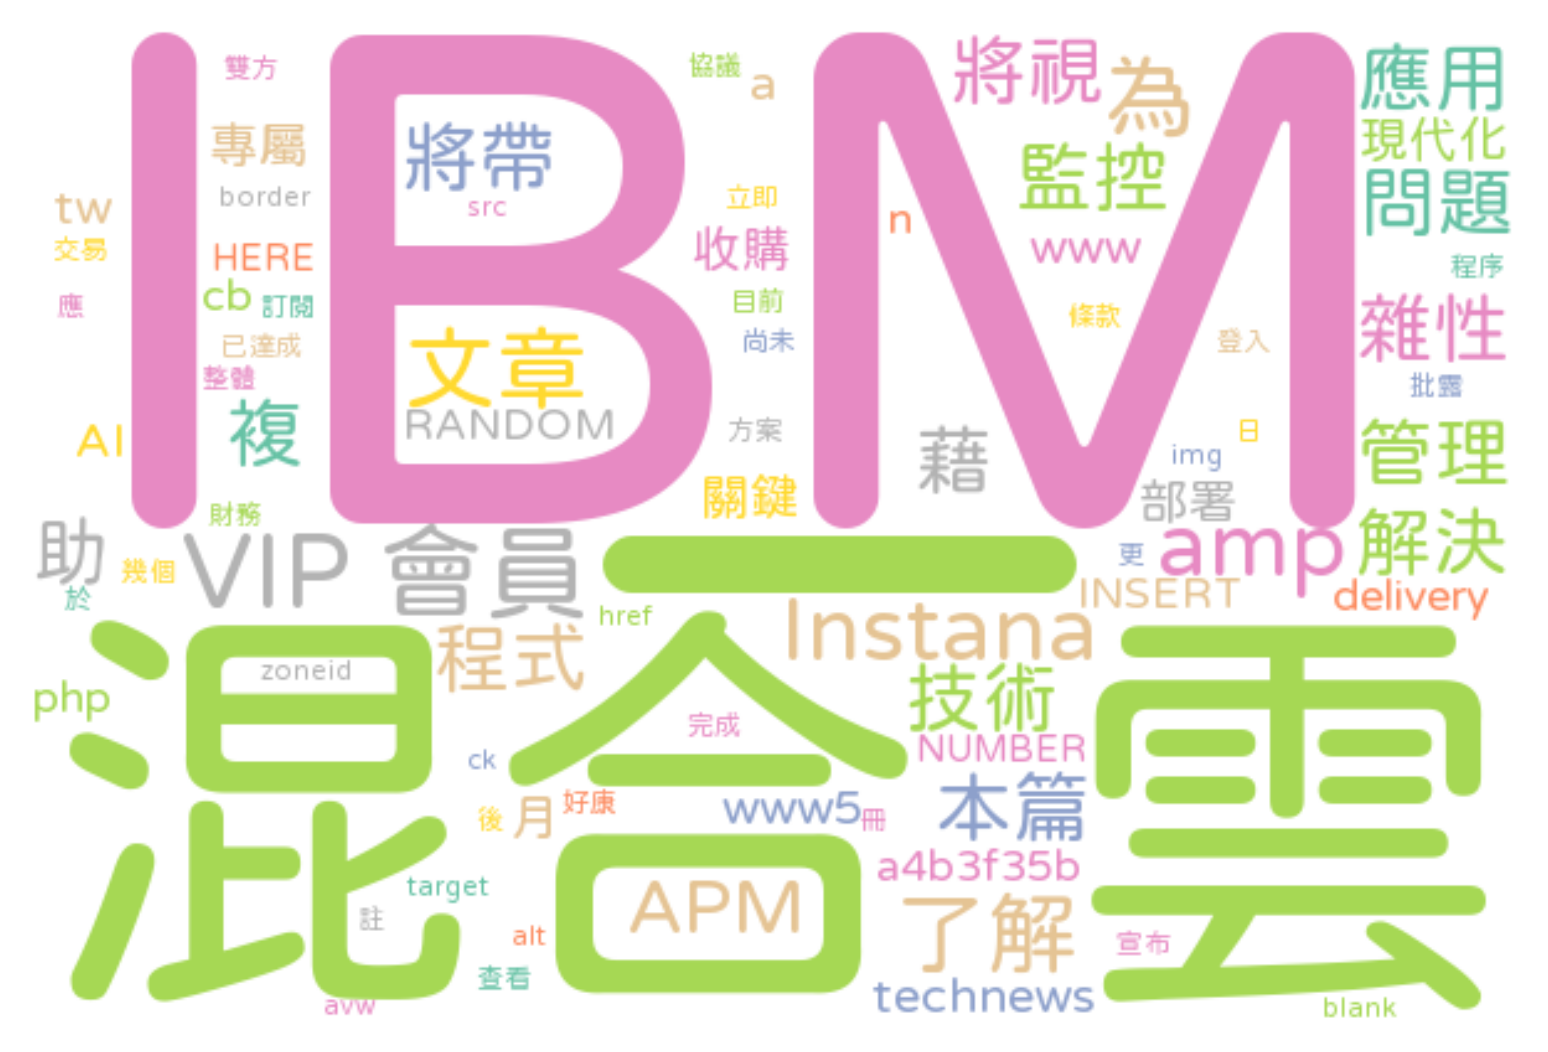 IBM
雙方
協議
a
將視
為
應用
專屬
將帶
監控
現代化
tw
border
src
立即
n
問題
交易
HERE
收購
www
程序
應
cb
訂閱
目前
條款
雜性
已達成
文章
尚未
登入
整體
批露
AI
複
RANDOM
方案
藉
日
img
管理
財務
關鍵
部署
助
幾個
VIP
會員
一
更
amp
解決
於
href
INSERT
delivery
混合雲
zoneid
程式
Instana
技術
php
完成
NUMBER
ck
後
月
好康
www5
冊
本篇
a4b3f35b
target
註
APM
了解
alt
宣布
查看
avw
technews
blank